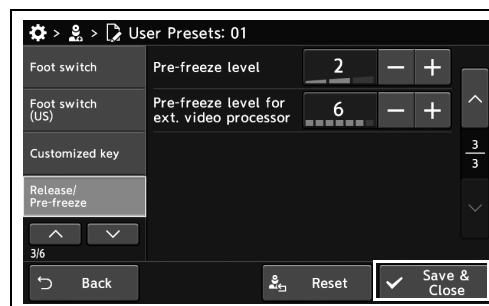 > > User Presets: 01
Foot switch
Pre-freeze level
2
Foot switch
(US)
Pre-freeze level for
ext. video processor
6
Customized key
3
3
Release/
Pre-freeze
3/6
Back
Reset
Save &
Close